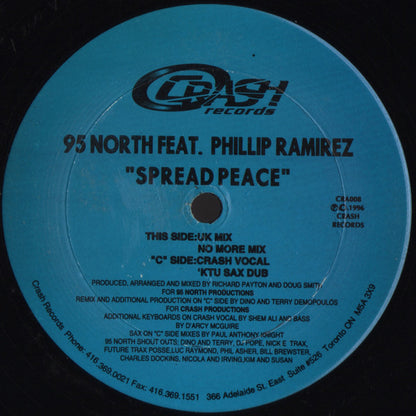 CRASH
records
95 NORTH FEAT. PHILLIP RAMIREZ
"SPREAD PEACE"
CRA008
℗©1996
CRASH
RECORDS
THIS SIDE:UK MIX
NO MORE MIX
"C" SIDE:CRASH VOCAL
'KTU SAX DUB
PRODUCED, ARRANGED AND MIXED BY RICHARD PAYTON AND DOUG SMITH
FOR 95 NORTH PRODUCTIONS
REMIX AND ADDITIONAL PRODUCTION ON "C" SIDE BY DINO AND TERRY DEMOPOULOS
FOR CRASH PRODUCTIONS
ADDITIONAL KEYBOARDS ON CRASH VOCAL BY SHEM ALI AND BASS
BY D'ARCY MCGUIRE
SAX ON "C" SIDE MIXES BY PAUL ANTHONY KNIGHT
95 NORTH SHOUT OUTS: DINO AND TERRY, DJ POPE, NICK E TRAX,
FUTURE TRAX POSSE,LUC RAYMOND, PHIL ASHER, BILL BREWSTER,
CHARLES DOCKINS, NICOLA AND IRVING,KIM AND SUSAN
Crash Records Phone: 416.369.0021 Fax: 416.369.1551 366 Adelaide St. East, Suite #526 Toronto ON M5A 3X9